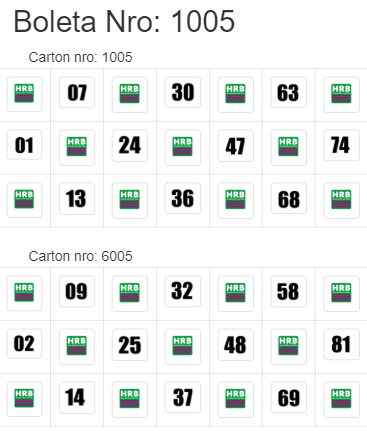 Boleta Nro: 1005
Carton nro: 1005
HRB 07 HRB 30 HRB 63 HRB
01 HRB 24 HRB 47 HRB 74
HRB 13 HRB 36 HRB 68 HRB
Carton nro: 6005
HRB 09 HRB 32 HRB 58 HRB
02 HRB 25 HRB 48 HRB 81
HRB 14 HRB 37 HRB 69 HRB